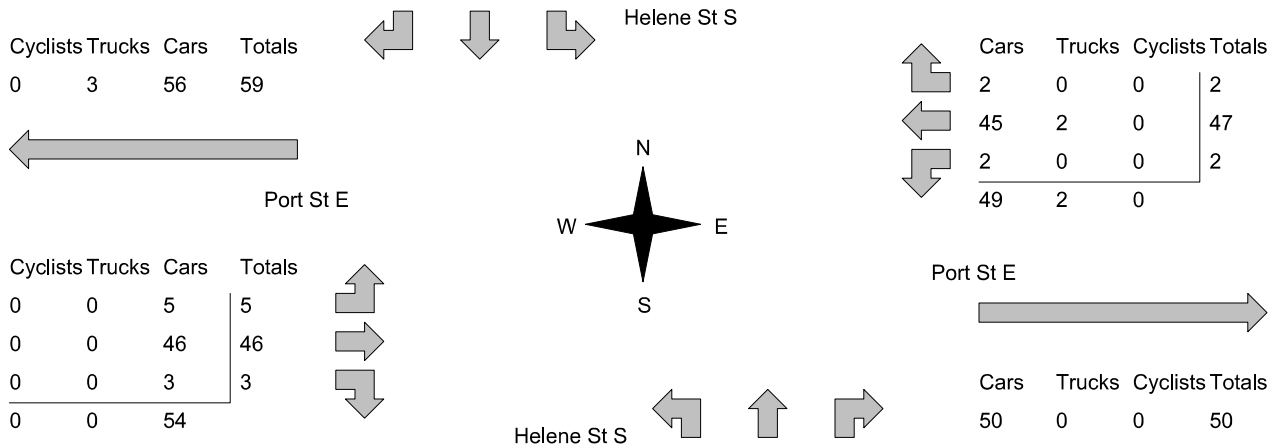 Helene St S
Cyclists Trucks Cars Totals
0 3 56 59
Cars Trucks Cyclists Totals
2 0 0 2
45 2 0 47
2 0 0 2
49 2 0
Port St E
N
W E
S
Cyclists Trucks Cars Totals
0 0 5 5
0 0 46 46
0 0 3 3
0 0 54
Port St E
Cars Trucks Cyclists Totals
50 0 0 50
Helene St S